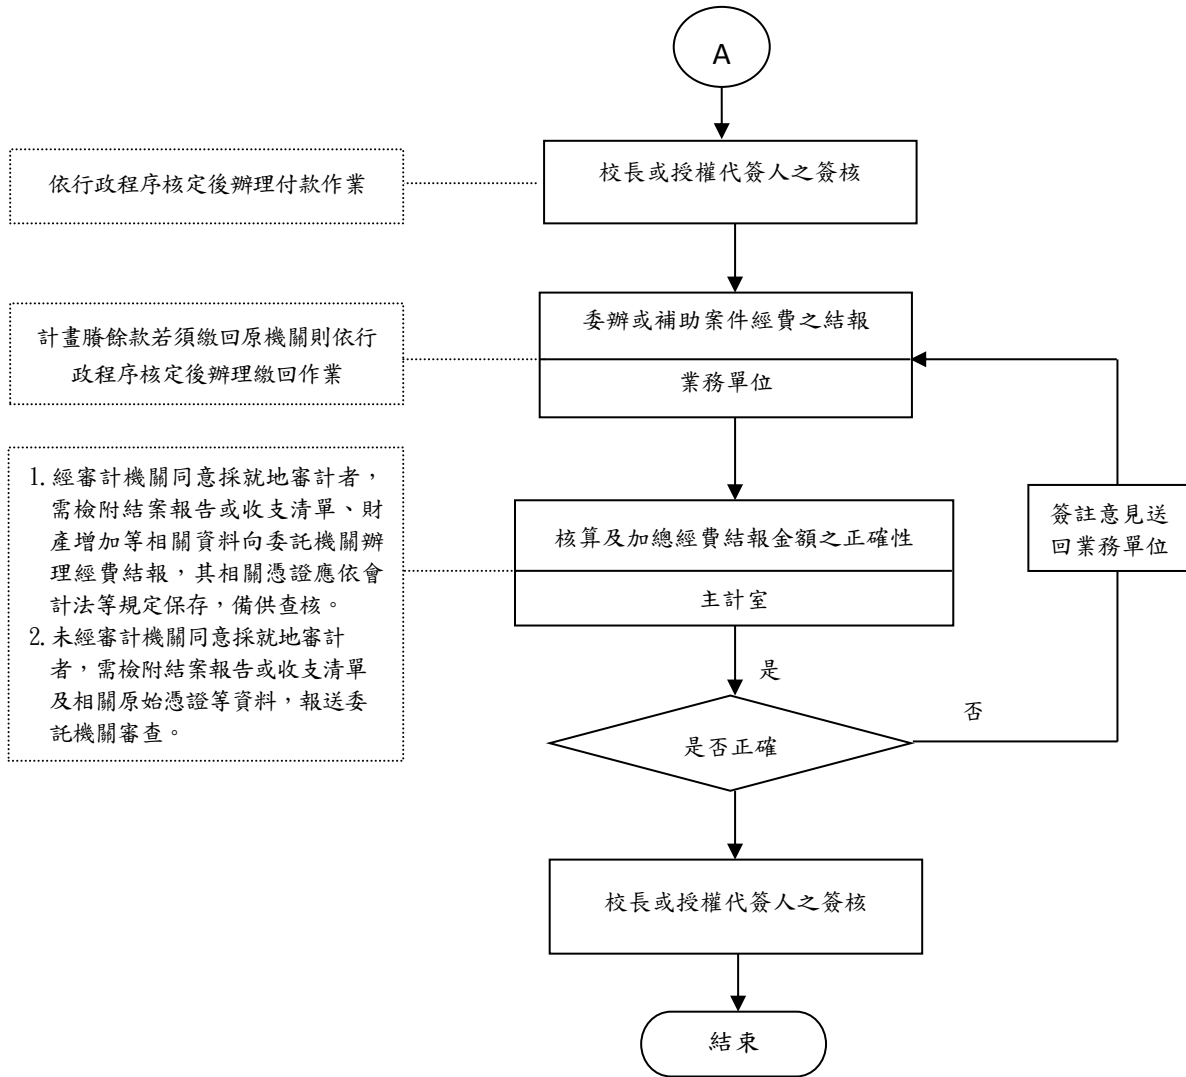 A
校長或授權代簽人之簽核
依行政程序核定後辦理付款作業
委辦或補助案件經費之結報
業務單位
計畫賸餘款若須繳回原機關則依行
政程序核定後辦理繳回作業
核算及加總經費結報金額之正確性
主計室
1. 經審計機關同意採就地審計者，
需檢附結案報告或收支清單、財
產增加等相關資料向委託機關辦
理經費結報，其相關憑證應依會
計法等規定保存，備供查核。
2. 未經審計機關同意採就地審計
者，需檢附結案報告或收支清單
及相關原始憑證等資料，報送委
託機關審查。
簽註意見送
回業務單位
是
否
是否正確
校長或授權代簽人之簽核
結束